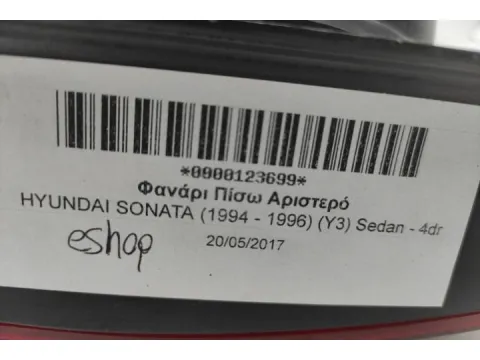 *0000123699*
Φανάρι Πίσω Αριστερό
HYUNDAI SONATA (1994 - 1996) (Y3) Sedan - 4dr
eshop 20/05/2017